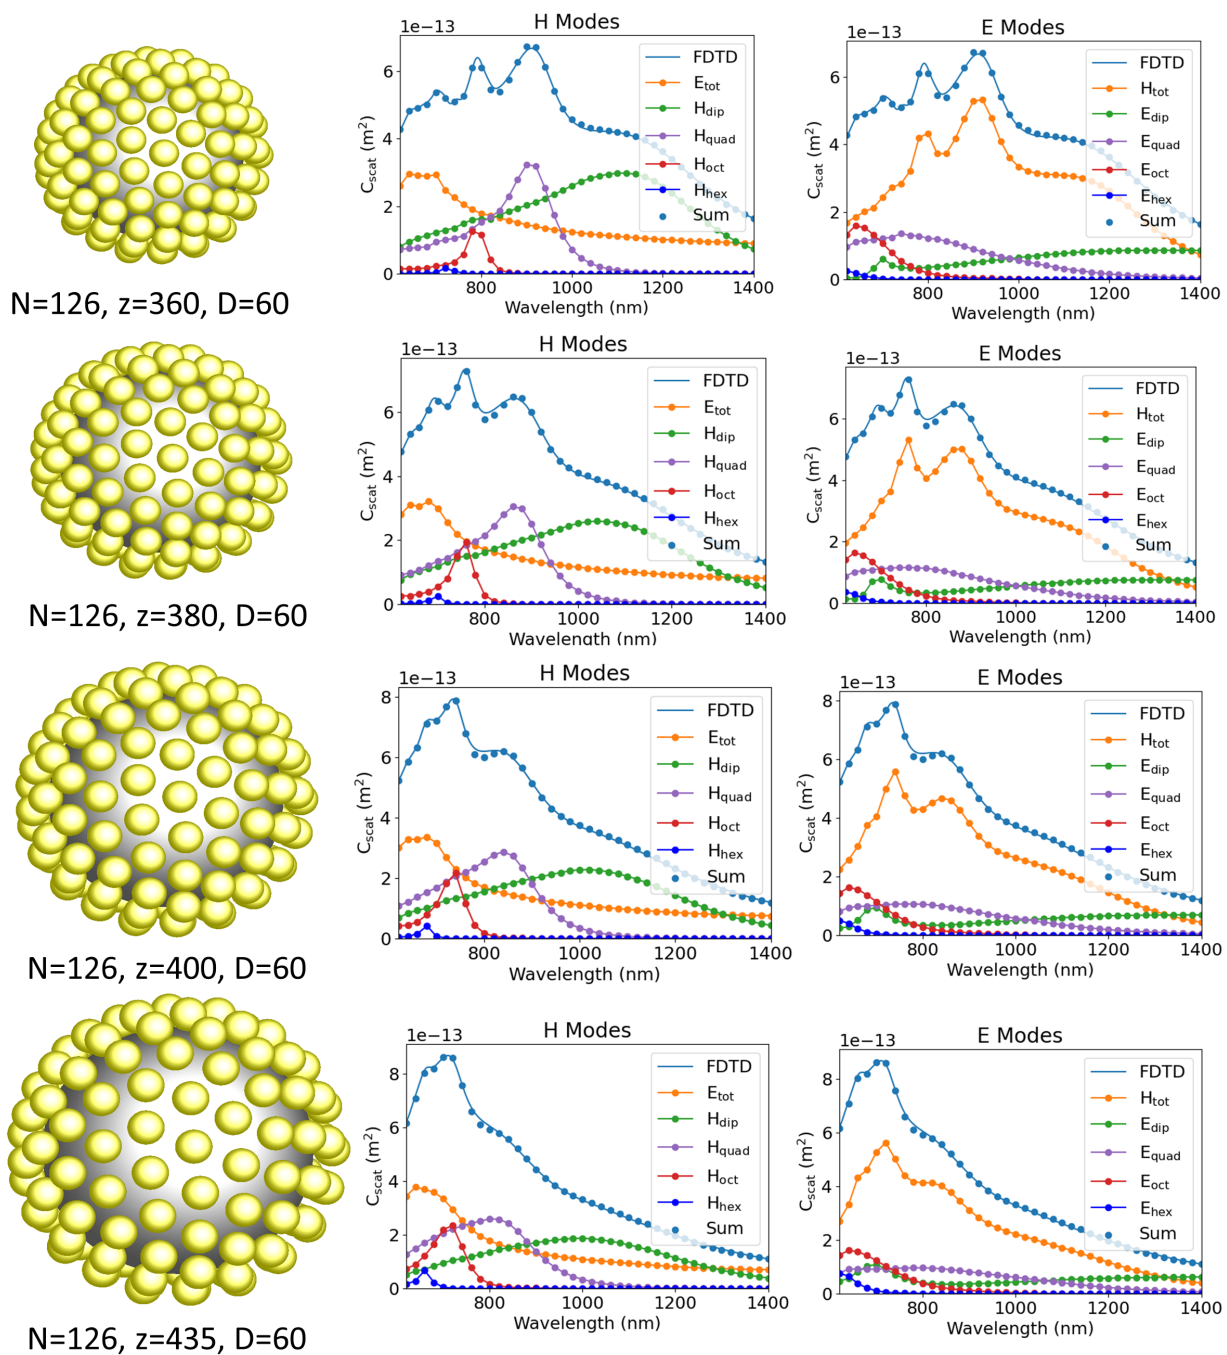 H Modes
1e−13
C_scat (m²)
6
4
2
0
800 1000 1200 1400
Wavelength (nm)
FDTD
E_tot
H_dip
H_quad
H_oct
H_hex
Sum
E Modes
1e−13
C_scat (m²)
6
4
2
0
800 1000 1200 1400
Wavelength (nm)
FDTD
H_tot
E_dip
E_quad
E_oct
E_hex
Sum
N=126, z=360, D=60
H Modes
1e−13
C_scat (m²)
6
4
2
0
800 1000 1200 1400
Wavelength (nm)
FDTD
E_tot
H_dip
H_quad
H_oct
H_hex
Sum
E Modes
1e−13
C_scat (m²)
6
4
2
0
800 1000 1200 1400
Wavelength (nm)
FDTD
H_tot
E_dip
E_quad
E_oct
E_hex
Sum
N=126, z=380, D=60
H Modes
1e−13
C_scat (m²)
8
6
4
2
0
800 1000 1200 1400
Wavelength (nm)
FDTD
E_tot
H_dip
H_quad
H_oct
H_hex
Sum
E Modes
1e−13
C_scat (m²)
8
6
4
2
0
800 1000 1200 1400
Wavelength (nm)
FDTD
H_tot
E_dip
E_quad
E_oct
E_hex
Sum
N=126, z=400, D=60
H Modes
1e−13
C_scat (m²)
8
6
4
2
0
800 1000 1200 1400
Wavelength (nm)
FDTD
E_tot
H_dip
H_quad
H_oct
H_hex
Sum
E Modes
1e−13
C_scat (m²)
8
6
4
2
0
800 1000 1200 1400
Wavelength (nm)
FDTD
H_tot
E_dip
E_quad
E_oct
E_hex
Sum
N=126, z=435, D=60